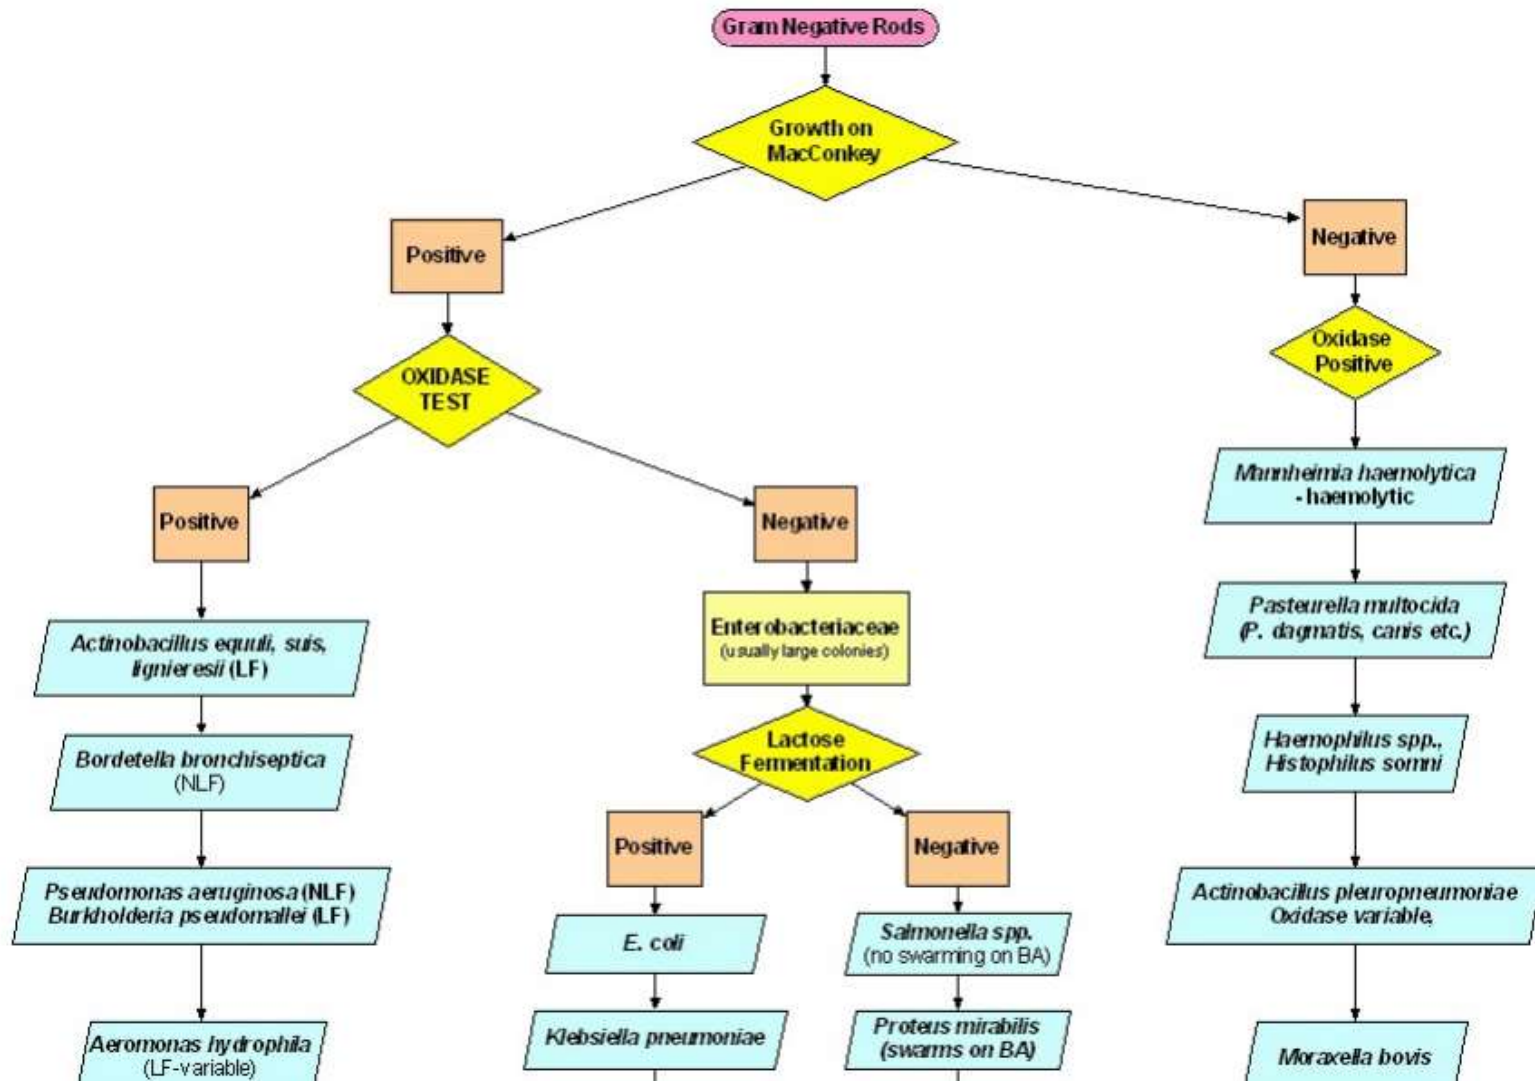 Gram Negative Rods
Growth on
MacConkey
Positive
Negative
OXIDASE
TEST
Oxidase
Positive
Positive
Negative
Mannheimia haemolytica
- haemolytic
Enterobacteriaceae
(usually large colonies)
Pasteurella multocida
(P. dagmatis, canis etc.)
Actinobacillus equuli, suis,
lignieresii (LF)
Lactose
Fermentation
Haemophilus spp.,
Histophilus somni
Bordetella bronchiseptica
(NLF)
Positive
Negative
Pseudomonas aeruginosa (NLF)
Burkholderia pseudomallei (LF)
Actinobacillus pleuropneumoniae
Oxidase variable,
E. coli
Salmonella spp.
(no swarming on BA)
Aeromonas hydrophila
(LF-variable)
Klebsiella pneumoniae
Proteus mirabilis
(swarms on BA)
Moraxella bovis